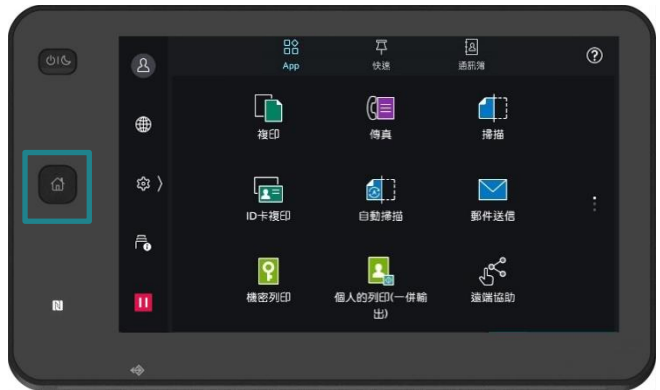 App
快速
通訊簿
複印
傳真
掃描
ID卡複印
自動掃描
郵件送信
機密列印
個人的列印(一併輸
出)
遠端協助